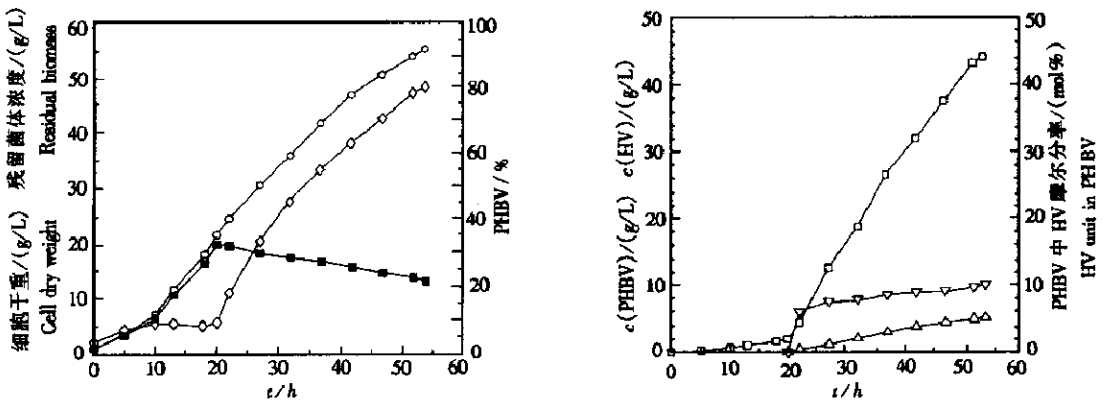 细胞干重/(g/L) 残留菌体浓度/(g/L)
Cell dry weight Residual biomass
60
50
40
30
20
10
0
100
80
60
40
20
0
PHBV/%
0 10 20 30 40 50 60
t/h
c(PHBV)/(g/L) c(HV)/(g/L)
50
40
30
20
10
0
50
40
30
20
10
0
PHBV 中 HV 摩尔分率/(mol%)
HV unit in PHBV
0 10 20 30 40 50 60
t/h